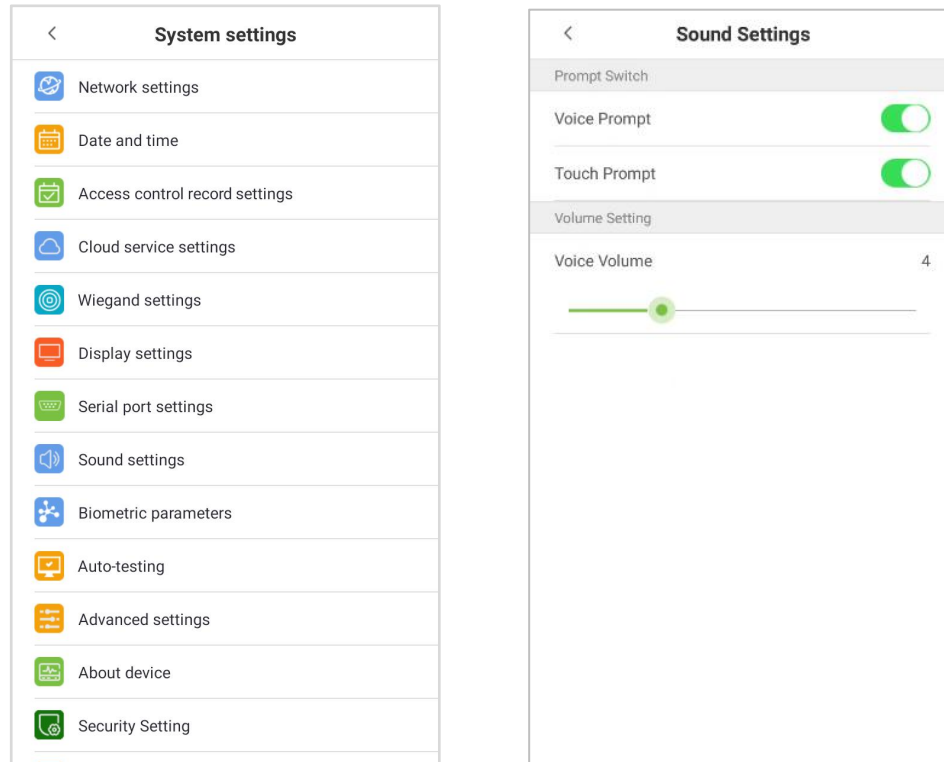 System settings
Network settings
Date and time
Access control record settings
Cloud service settings
Wiegand settings
Display settings
Serial port settings
Sound settings
Biometric parameters
Auto-testing
Advanced settings
About device
Security Setting
Sound Settings
Prompt Switch
Voice Prompt
Touch Prompt
Volume Setting
Voice Volume 4